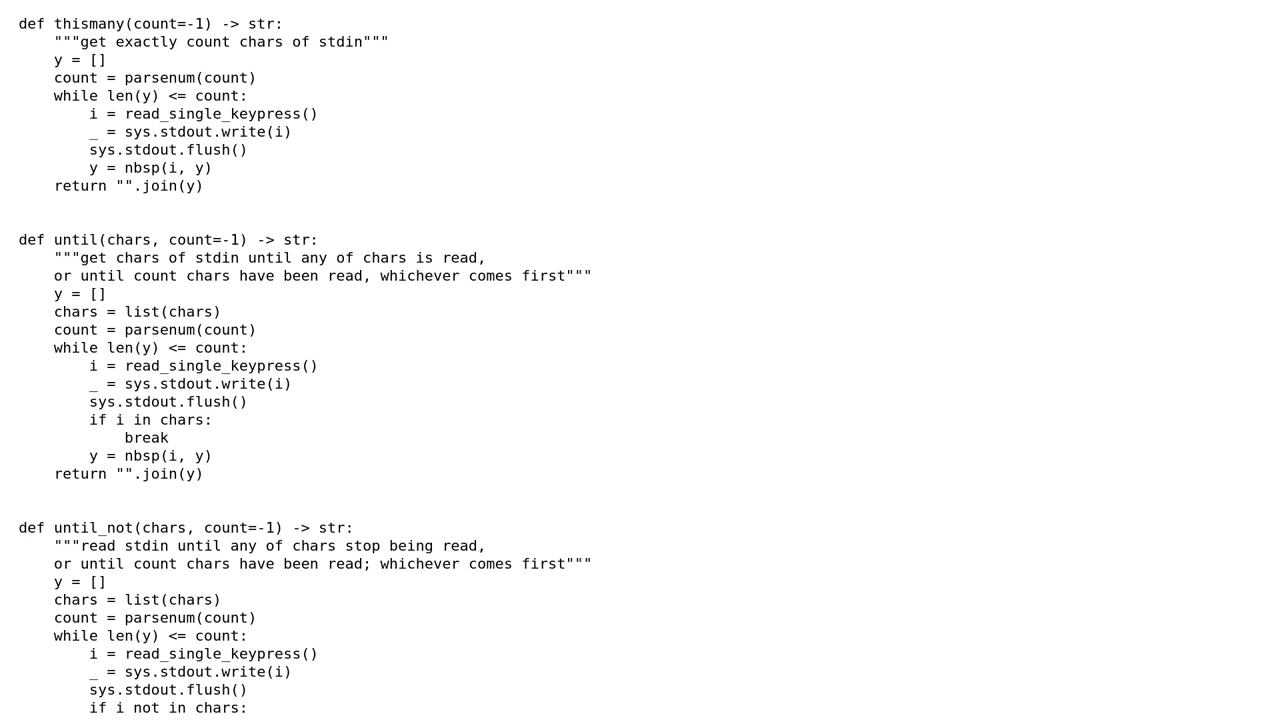 def thismany(count=-1) -> str:
    """get exactly count chars of stdin"""
    y = []
    count = parsenum(count)
    while len(y) <= count:
        i = read_single_keypress()
        _ = sys.stdout.write(i)
        sys.stdout.flush()
        y = nbsp(i, y)
    return "".join(y)


def until(chars, count=-1) -> str:
    """get chars of stdin until any of chars is read,
    or until count chars have been read, whichever comes first"""
    y = []
    chars = list(chars)
    count = parsenum(count)
    while len(y) <= count:
        i = read_single_keypress()
        _ = sys.stdout.write(i)
        sys.stdout.flush()
        if i in chars:
            break
        y = nbsp(i, y)
    return "".join(y)


def until_not(chars, count=-1) -> str:
    """read stdin until any of chars stop being read,
    or until count chars have been read; whichever comes first"""
    y = []
    chars = list(chars)
    count = parsenum(count)
    while len(y) <= count:
        i = read_single_keypress()
        _ = sys.stdout.write(i)
        sys.stdout.flush()
        if i not in chars: